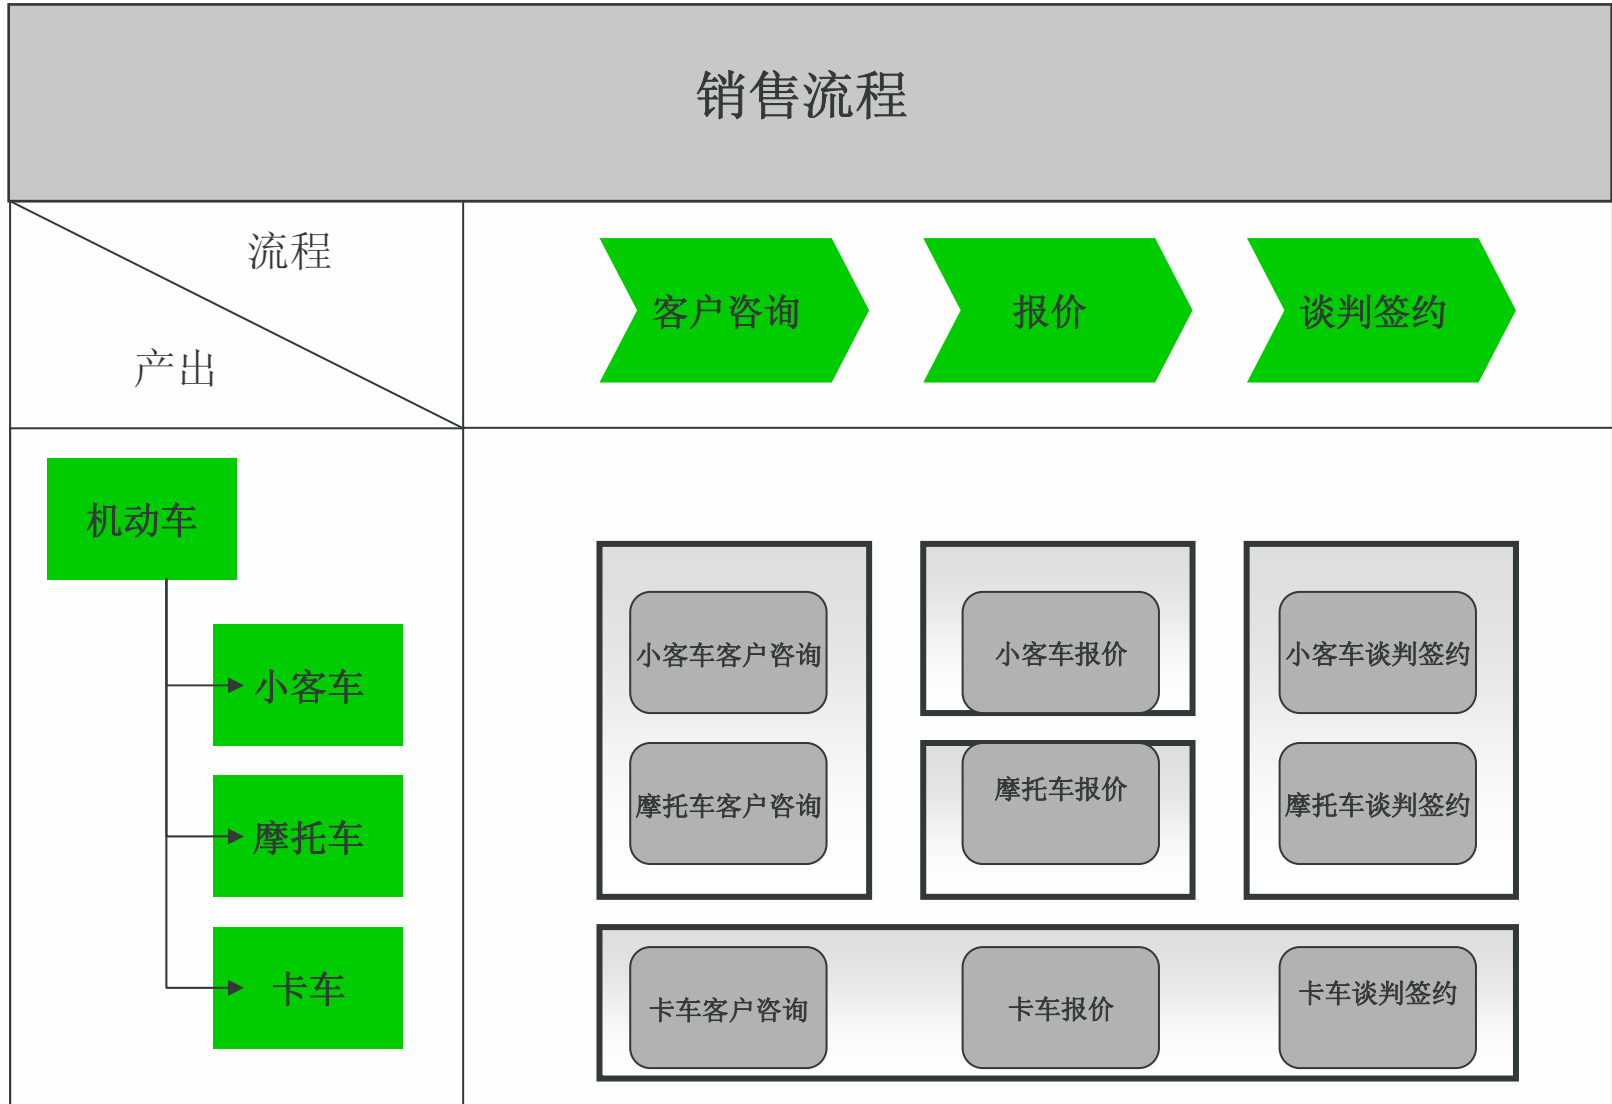 销售流程
流程
产出
客户咨询
报价
谈判签约
机动车
小客车
摩托车
卡车
小客车客户咨询
小客车报价
小客车谈判签约
摩托车客户咨询
摩托车报价
摩托车谈判签约
卡车客户咨询
卡车报价
卡车谈判签约